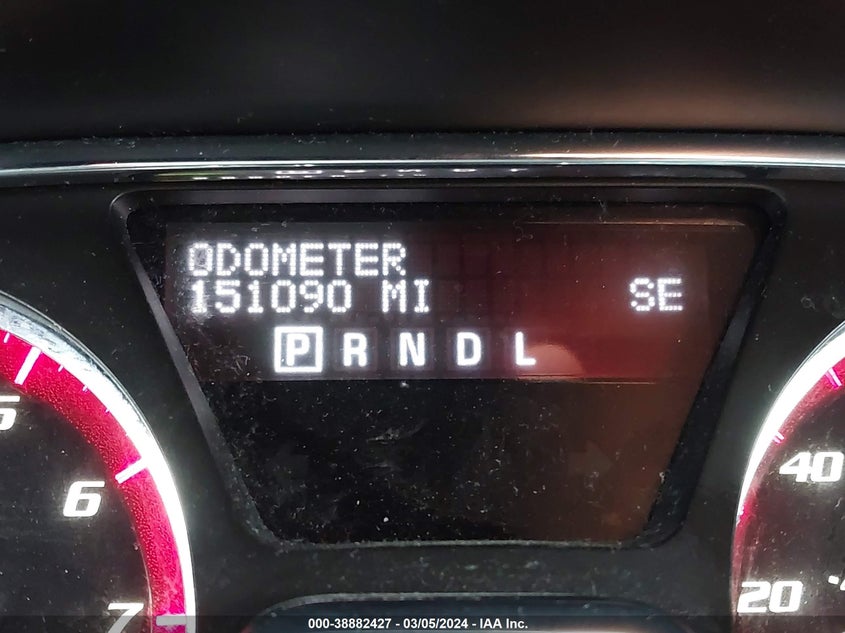 ODOMETER
151090 MI SE
P R N D L
5
6
7
40
20
000-38882427 - 03/05/2024 - IAA Inc.